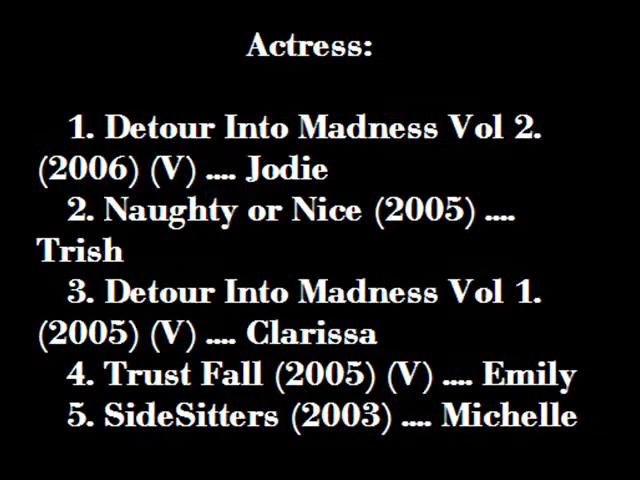 Actress:
1. Detour Into Madness Vol 2.
(2006) (V) .... Jodie
2. Naughty or Nice (2005) ....
Trish
3. Detour Into Madness Vol 1.
(2005) (V) .... Clarissa
4. Trust Fall (2005) (V) .... Emily
5. SideSitters (2003) .... Michelle